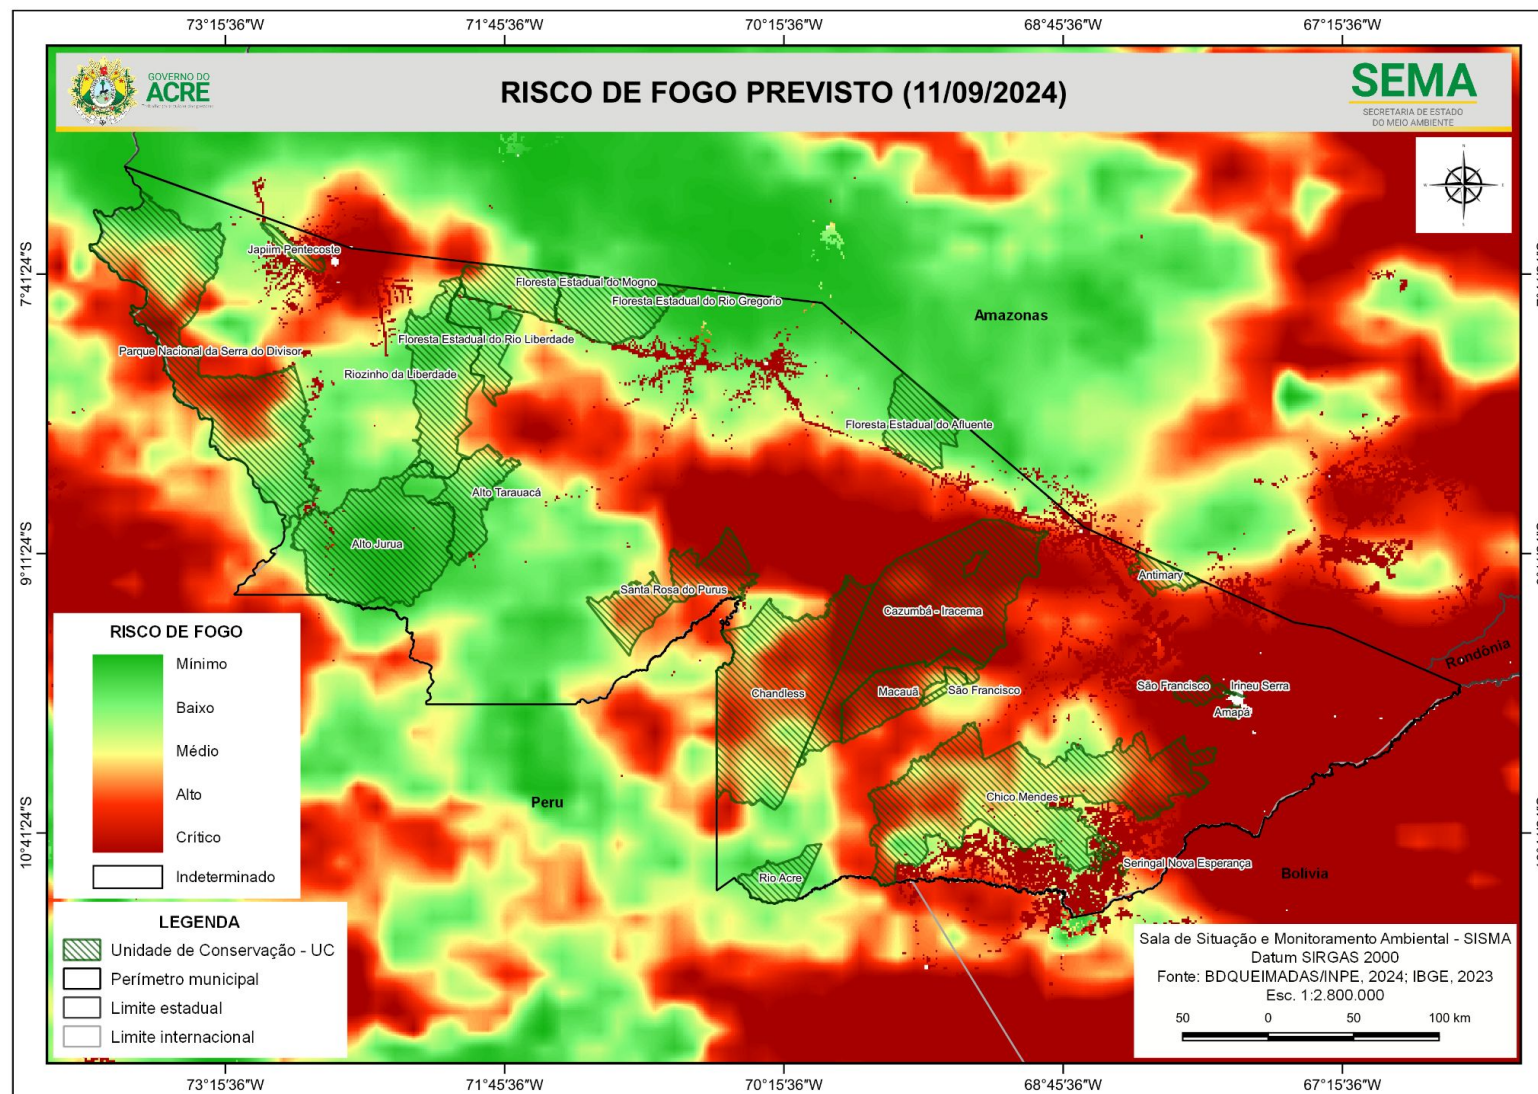 73°15'36"W 71°45'36"W 70°15'36"W 68°45'36"W 67°15'36"W
GOVERNO DO
ACRE
RISCO DE FOGO PREVISTO (11/09/2024)
SEMA
SECRETARIA DE ESTADO
DO MEIO AMBIENTE
7°41'24"S
9°11'24"S
10°41'24"S
Japiim Pentecoste
Floresta Estadual do Mogno
Floresta Estadual do Rio Gregorio
Amazonas
Floresta Estadual do Rio Liberdade
Parque Nacional da Serra do Divisor
Riozinho da Liberdade
Floresta Estadual do Afluente
Alto Tarauacá
Alto Jurua
Antimary
Santa Rosa do Purus
Cazumbá - Iracema
Rondônia
Chandless
Macauã
São Francisco
São Francisco
Irineu Serra
Amapá
Peru
Chico Mendes
Seringal Nova Esperança
Rio Acre
Bolivia
RISCO DE FOGO
Mínimo
Baixo
Médio
Alto
Crítico
Indeterminado
LEGENDA
Unidade de Conservação - UC
Perímetro municipal
Limite estadual
Limite internacional
Sala de Situação e Monitoramento Ambiental - SISMA
Datum SIRGAS 2000
Fonte: BDQUEIMADAS/INPE, 2024; IBGE, 2023
Esc. 1:2.800.000
50 0 50 100 km
73°15'36"W 71°45'36"W 70°15'36"W 68°45'36"W 67°15'36"W